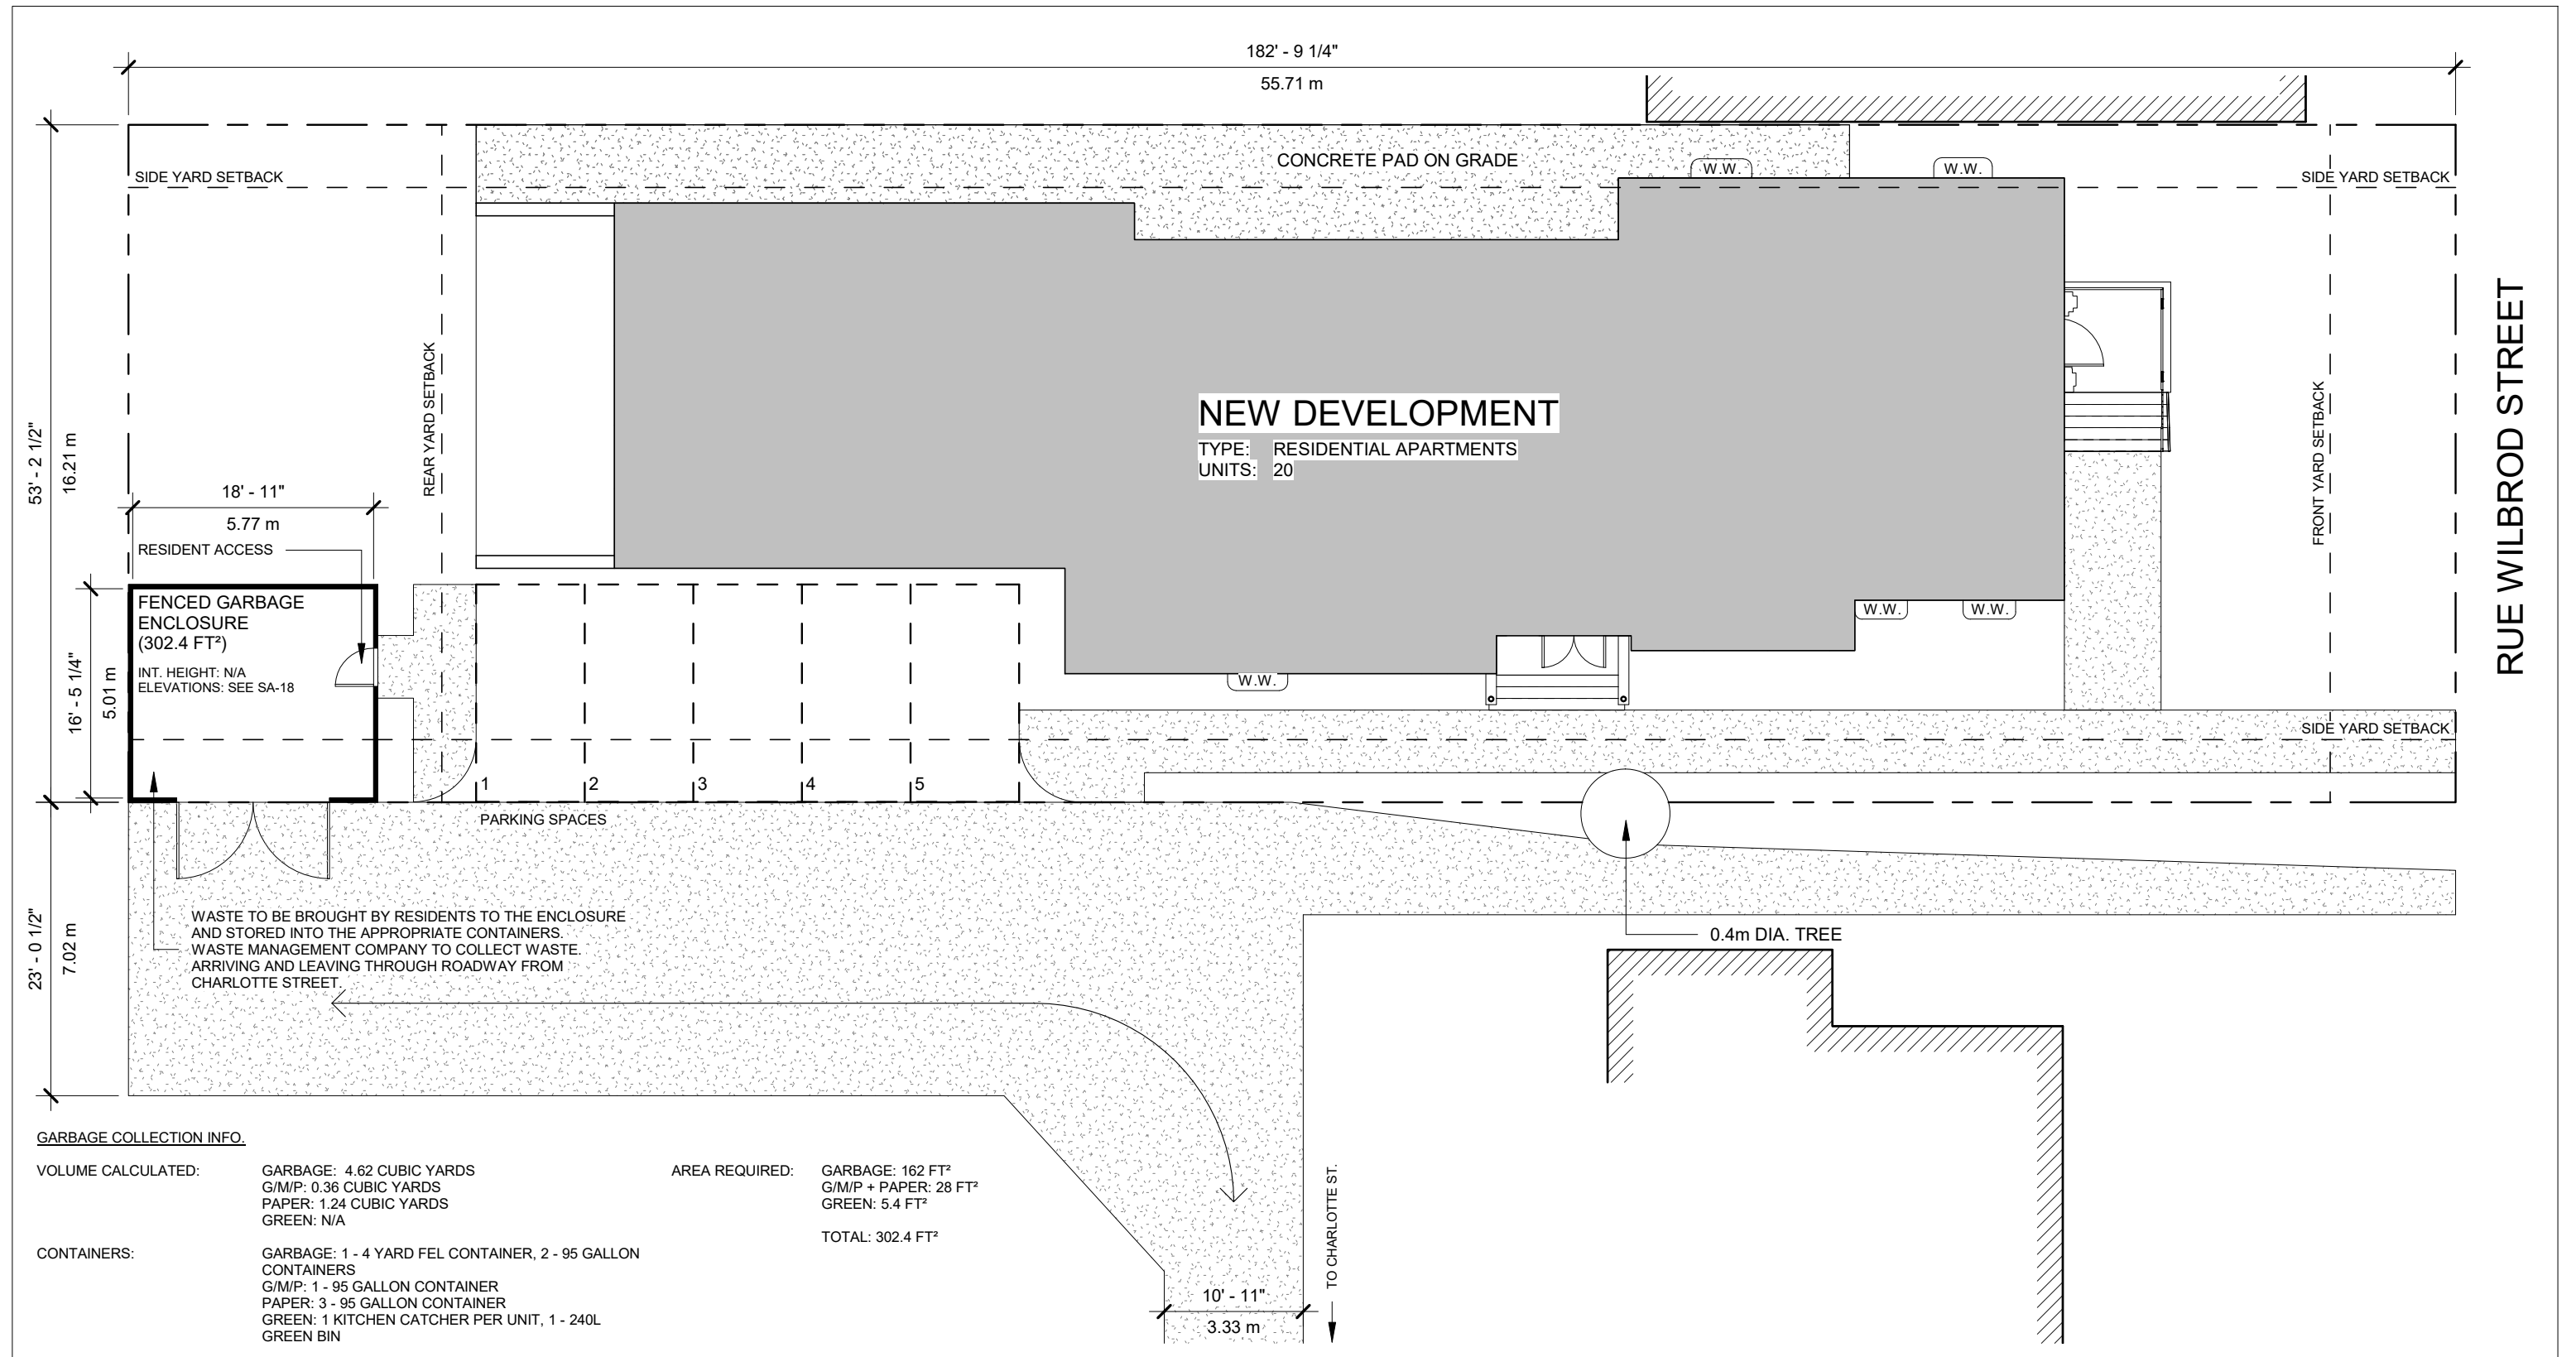 182' - 9 1/4"
55.71 m
CONCRETE PAD ON GRADE
W.W.
W.W.
SIDE YARD SETBACK
SIDE YARD SETBACK
RUE WILBROD STREET
REAR YARD SETBACK
FRONT YARD SETBACK
NEW DEVELOPMENT
TYPE: RESIDENTIAL APARTMENTS
UNITS: 20
53' - 2 1/2"
16.21 m
18' - 11"
5.77 m
RESIDENT ACCESS
FENCED GARBAGE
ENCLOSURE
(302.4 FT²)
INT. HEIGHT: N/A
ELEVATIONS: SEE SA-18
16' - 5 1/4"
5.01 m
W.W.
W.W.
W.W.
SIDE YARD SETBACK
1 2 3 4 5
PARKING SPACES
23' - 0 1/2"
7.02 m
WASTE TO BE BROUGHT BY RESIDENTS TO THE ENCLOSURE
AND STORED INTO THE APPROPRIATE CONTAINERS.
WASTE MANAGEMENT COMPANY TO COLLECT WASTE.
ARRIVING AND LEAVING THROUGH ROADWAY FROM
CHARLOTTE STREET.
0.4m DIA. TREE
GARBAGE COLLECTION INFO.
VOLUME CALCULATED: GARBAGE: 4.62 CUBIC YARDS
G/M/P: 0.36 CUBIC YARDS
PAPER: 1.24 CUBIC YARDS
GREEN: N/A
CONTAINERS: GARBAGE: 1 - 4 YARD FEL CONTAINER, 2 - 95 GALLON
CONTAINERS
G/M/P: 1 - 95 GALLON CONTAINER
PAPER: 3 - 95 GALLON CONTAINER
GREEN: 1 KITCHEN CATCHER PER UNIT, 1 - 240L
GREEN BIN
AREA REQUIRED: GARBAGE: 162 FT²
G/M/P + PAPER: 28 FT²
GREEN: 5.4 FT²
TOTAL: 302.4 FT²
10' - 11"
3.33 m
TO CHARLOTTE ST.